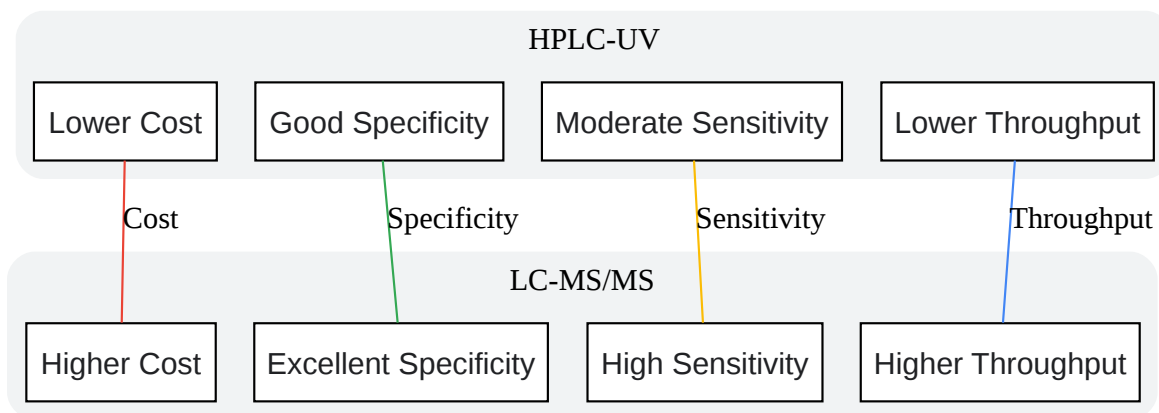 HPLC-UV
Lower Cost
Good Specificity
Moderate Sensitivity
Lower Throughput
Cost
Specificity
Sensitivity
Throughput
LC-MS/MS
Higher Cost
Excellent Specificity
High Sensitivity
Higher Throughput